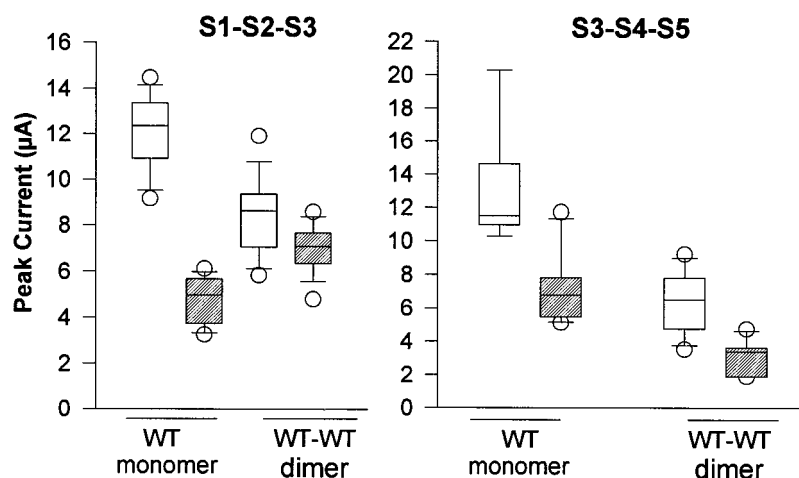 S1-S2-S3
Peak Current (µA)
16
14
12
10
8
6
4
2
0
WT
monomer
WT-WT
dimer
S3-S4-S5
22
20
18
16
14
12
10
8
6
4
2
0
WT
monomer
WT-WT
dimer